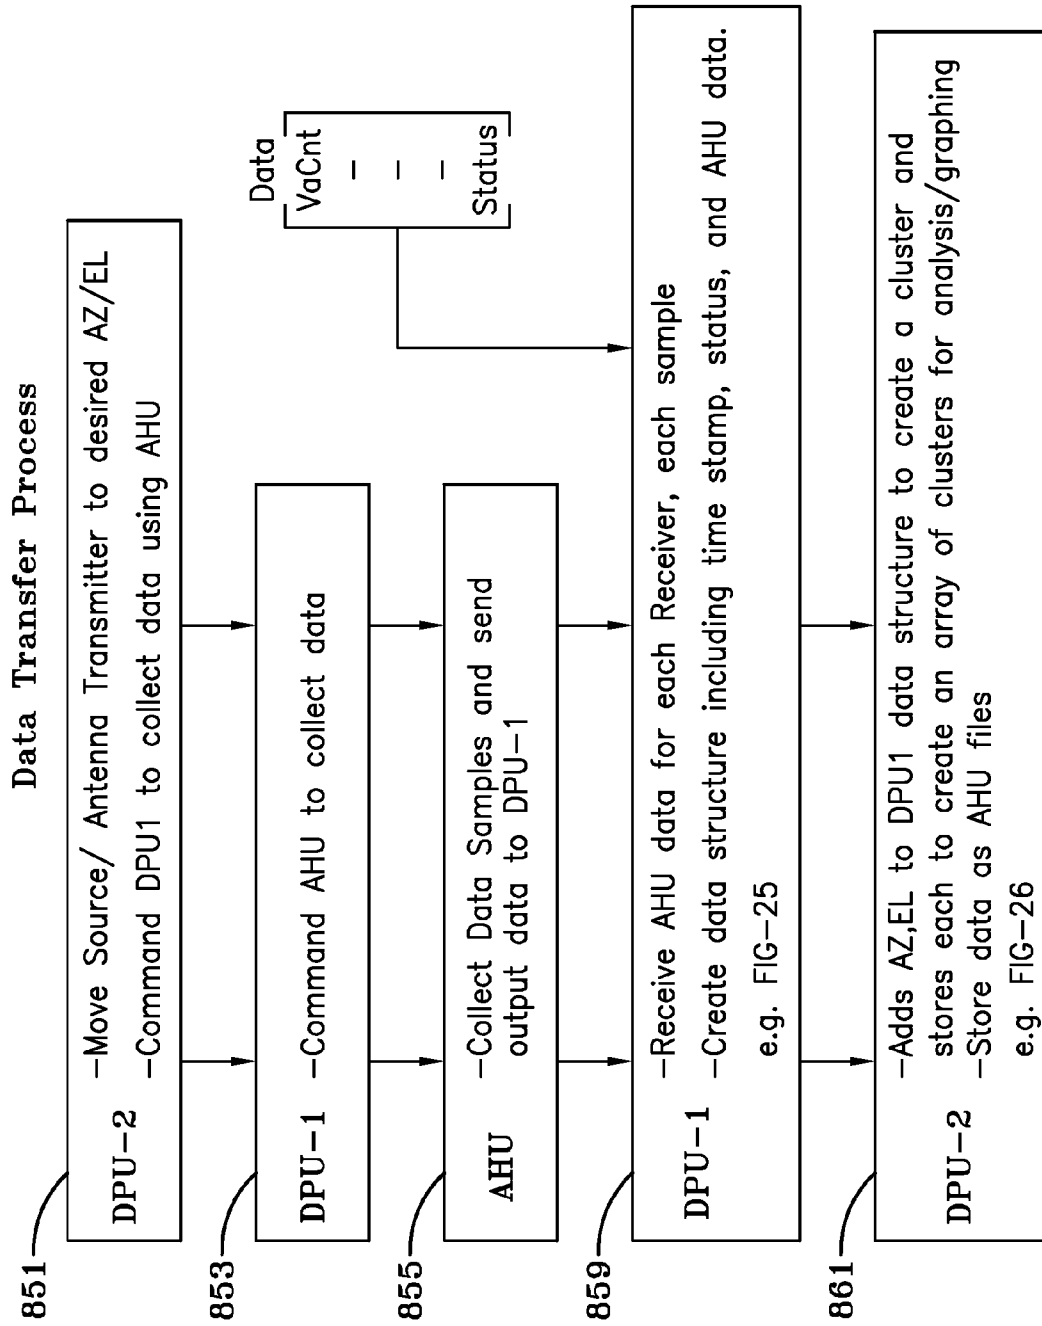 Data Transfer Process
851
DPU-2
-Move Source/ Antenna Transmitter to desired AZ/EL
-Command DPU1 to collect data using AHU
853
DPU-1
-Command AHU to collect data
855
AHU
-Collect Data Samples and send
output data to DPU-1
Data
VaCnt
-
-
-
Status
859
DPU-1
-Receive AHU data for each Receiver, each sample
-Create data structure including time stamp, status, and AHU data.
e.g. FIG-25
861
DPU-2
-Adds AZ,EL to DPU1 data structure to create a cluster and
stores each to create an array of clusters for analysis/graphing
-Store data as AHU files
e.g. FIG-26